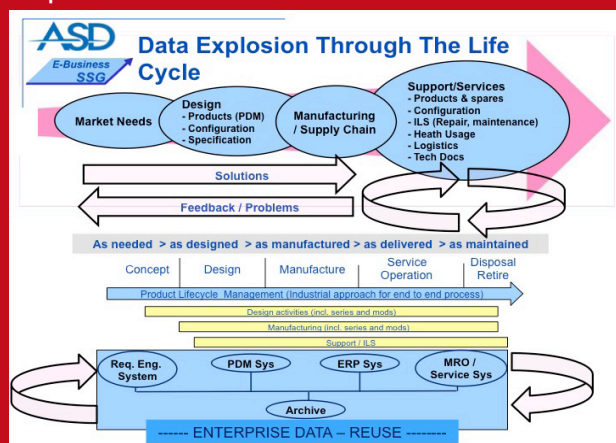 ASD
E-Business
SSG
Data Explosion Through The Life
Cycle
Market Needs
Design
- Products (PDM)
- Configuration
- Specification
Manufacturing
/ Supply Chain
Support/Services
- Products & spares
- Configuration
- ILS (Repair, maintenance)
- Heath Usage
- Logistics
- Tech Docs
Solutions
Feedback / Problems
As needed > as designed > as manufactured > as delivered > as maintained
Concept
Design
Manufacture
Service
Operation
Disposal
Retire
Product Lifecycle Management (Industrial approach for end to end process)
Design activities (incl. series and mods)
Manufacturing (incl. series and mods)
Support / ILS
Req. Eng.
System
PDM Sys
ERP Sys
MRO /
Service Sys
Archive
------ ENTERPRISE DATA – REUSE --------